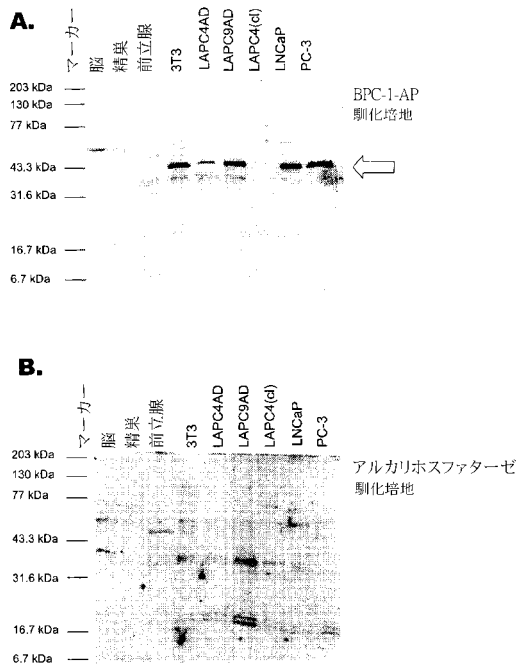 A.
マーカー
脳
精巣
前立腺
3T3
LAPC4AD
LAPC9AD
LAPC4(cl)
LNCaP
PC-3
203 kDa
130 kDa
77 kDa
43.3 kDa
31.6 kDa
16.7 kDa
6.7 kDa
BPC-1-AP
馴化培地
B.
マーカー
脳
精巣
前立腺
3T3
LAPC4AD
LAPC9AD
LAPC4(cl)
LNCaP
PC-3
203 kDa
130 kDa
77 kDa
43.3 kDa
31.6 kDa
16.7 kDa
6.7 kDa
アルカリホスファターゼ
馴化培地